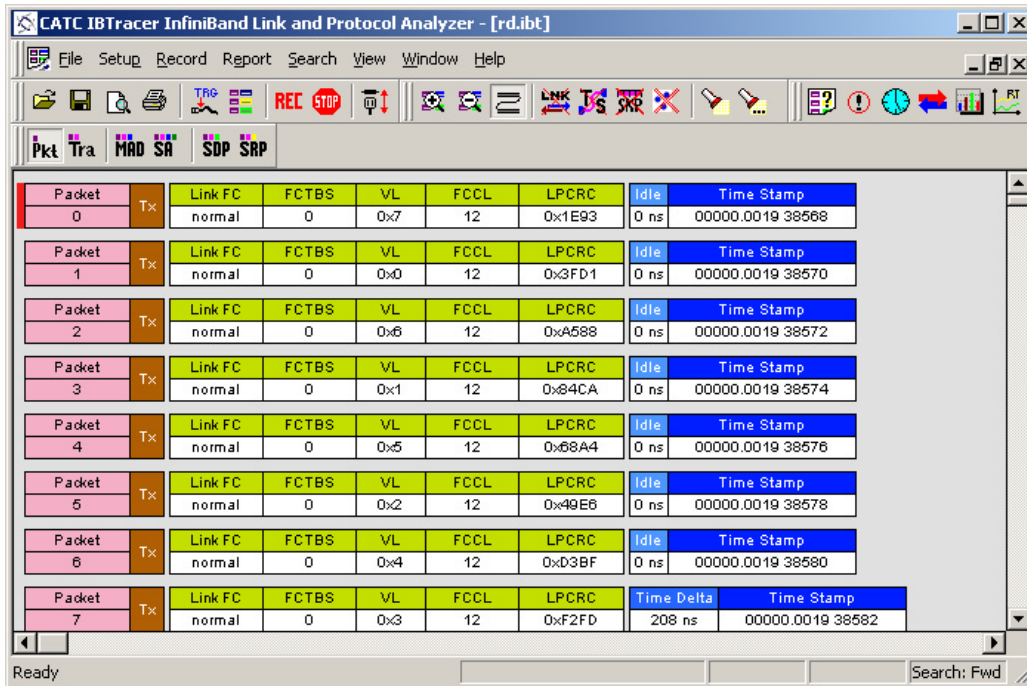 CATC IBTracer InfiniBand Link and Protocol Analyzer - [rd.ibt]
File Setup Record Report Search View Window Help
TRG REC STOP LNK TS SKP RT
Pkt Tra MAD SA SDP SRP
Packet Tx Link FC FCTBS VL FCCL LPCRC Idle Time Stamp
0 normal 0 0x7 12 0x1E93 0 ns 00000.0019 38568
Packet Tx Link FC FCTBS VL FCCL LPCRC Idle Time Stamp
1 normal 0 0x0 12 0x3FD1 0 ns 00000.0019 38570
Packet Tx Link FC FCTBS VL FCCL LPCRC Idle Time Stamp
2 normal 0 0x6 12 0xA588 0 ns 00000.0019 38572
Packet Tx Link FC FCTBS VL FCCL LPCRC Idle Time Stamp
3 normal 0 0x1 12 0x84CA 0 ns 00000.0019 38574
Packet Tx Link FC FCTBS VL FCCL LPCRC Idle Time Stamp
4 normal 0 0x5 12 0x68A4 0 ns 00000.0019 38576
Packet Tx Link FC FCTBS VL FCCL LPCRC Idle Time Stamp
5 normal 0 0x2 12 0x49E6 0 ns 00000.0019 38578
Packet Tx Link FC FCTBS VL FCCL LPCRC Idle Time Stamp
6 normal 0 0x4 12 0xD3BF 0 ns 00000.0019 38580
Packet Tx Link FC FCTBS VL FCCL LPCRC Time Delta Time Stamp
7 normal 0 0x3 12 0xF2FD 208 ns 00000.0019 38582
Ready Search: Fwd